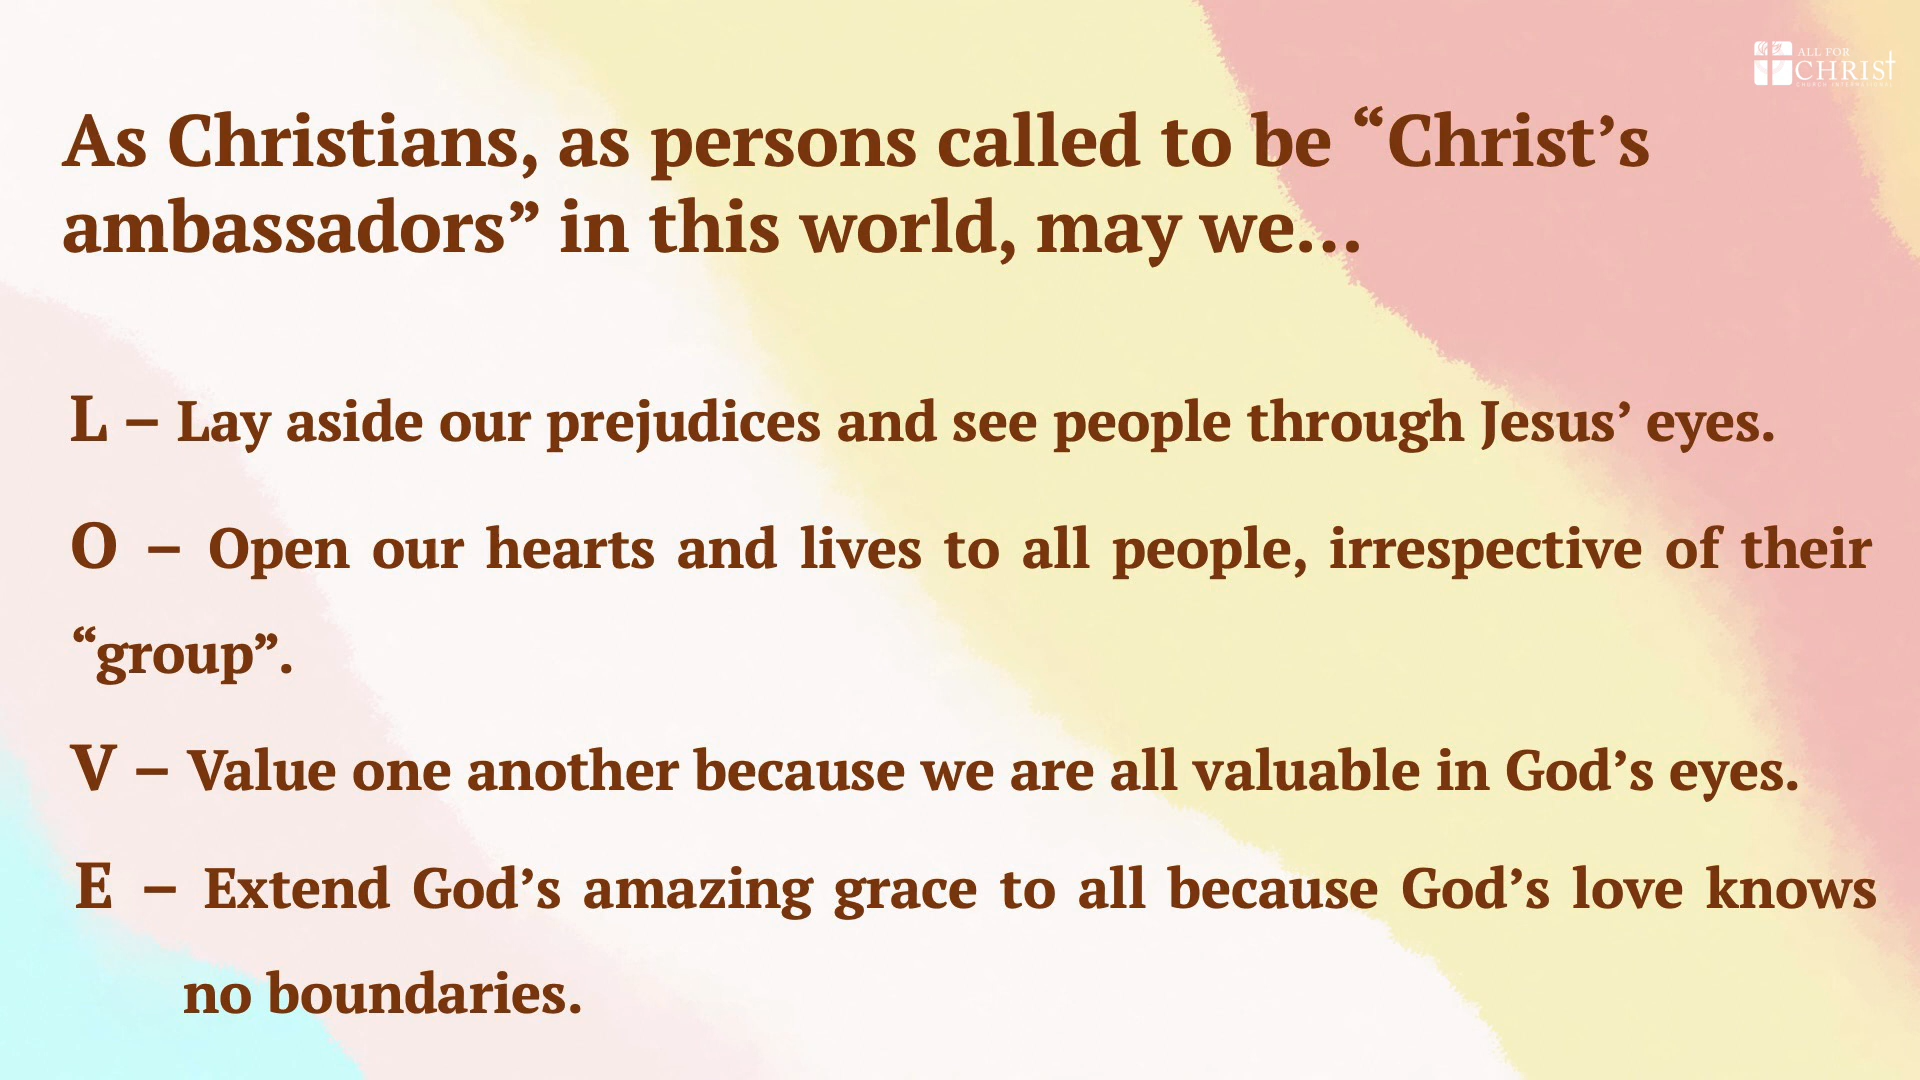 ALL FOR
CHRIST
As Christians, as persons called to be “Christ’s
ambassadors” in this world, may we…
L – Lay aside our prejudices and see people through Jesus’ eyes.
O – Open our hearts and lives to all people, irrespective of their
“group”.
V – Value one another because we are all valuable in God’s eyes.
E – Extend God’s amazing grace to all because God’s love knows
no boundaries.